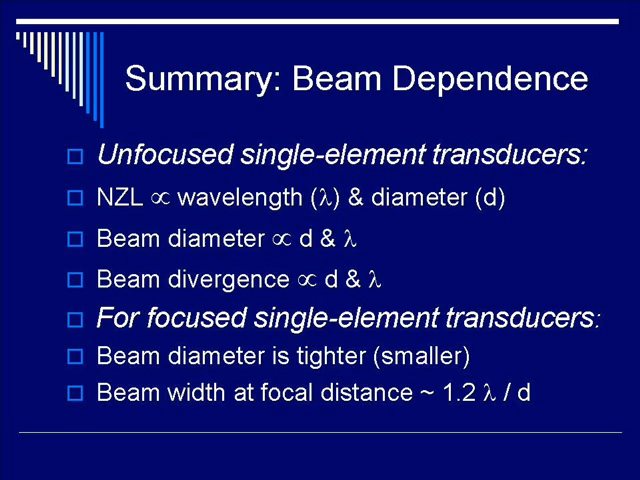 Summary: Beam Dependence
Unfocused single-element transducers:
NZL ∝ wavelength (λ) & diameter (d)
Beam diameter ∝ d & λ
Beam divergence ∝ d & λ
For focused single-element transducers:
Beam diameter is tighter (smaller)
Beam width at focal distance ~ 1.2 λ / d